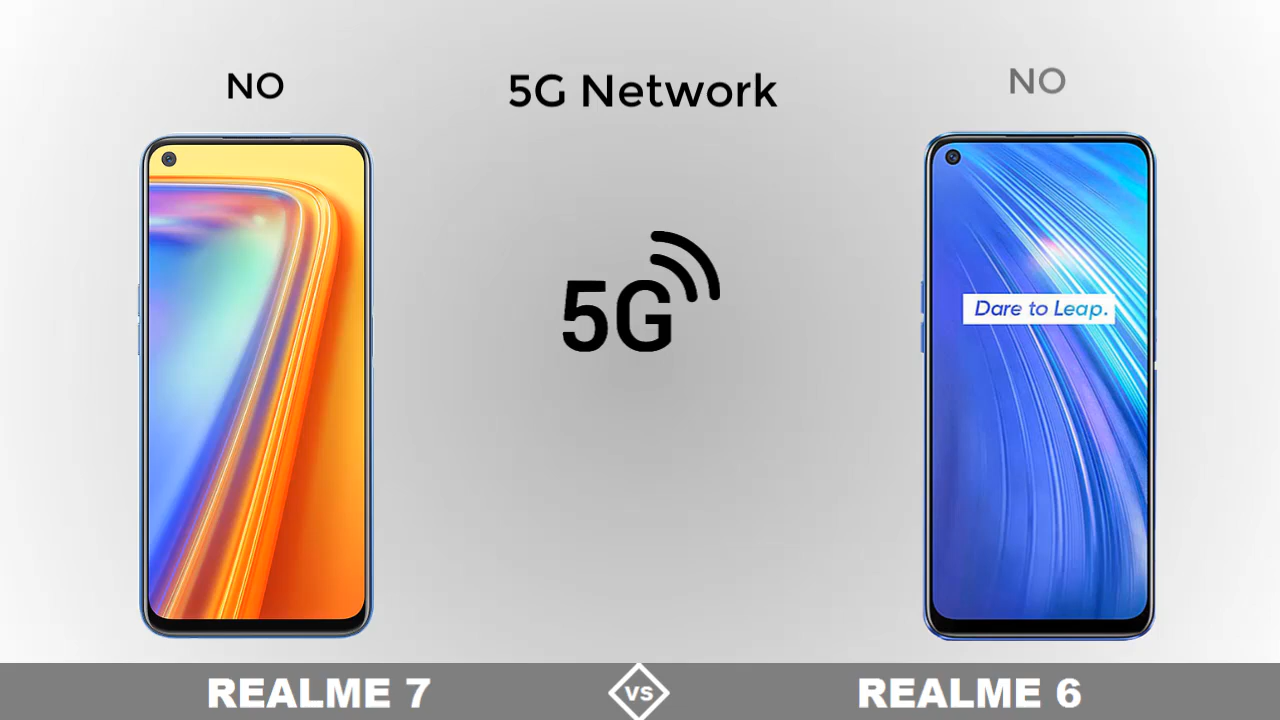 NO
5G Network
NO
5G
Dare to Leap.
REALME 7
VS
REALME 6